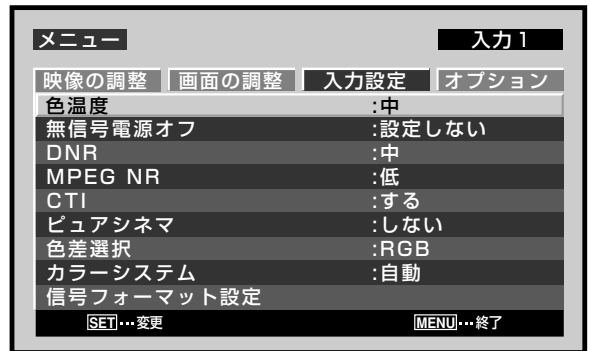 メニュー 入力1
映像の調整 画面の調整 入力設定 オプション
色温度 :中
無信号電源オフ :設定しない
DNR :中
MPEG NR :低
CTI :する
ピュアシネマ :しない
色差選択 :RGB
カラーシステム :自動
信号フォーマット設定
SET…変更 MENU…終了